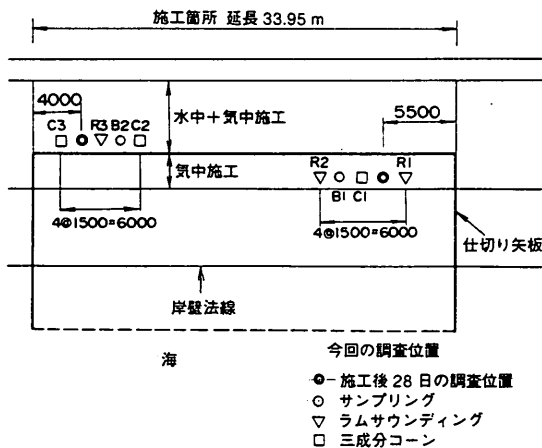 施工箇所 延長 33.95 m
4000
水中+気中施工
5500
C3 R3 B2 C2
気中施工
R2 R1
B1 C1
4@1500=6000
4@1500=6000
仕切り矢板
岸壁法線
海
今回の調査位置
施工後 28 日の調査位置
サンプリング
ラムサウンディング
三成分コーン